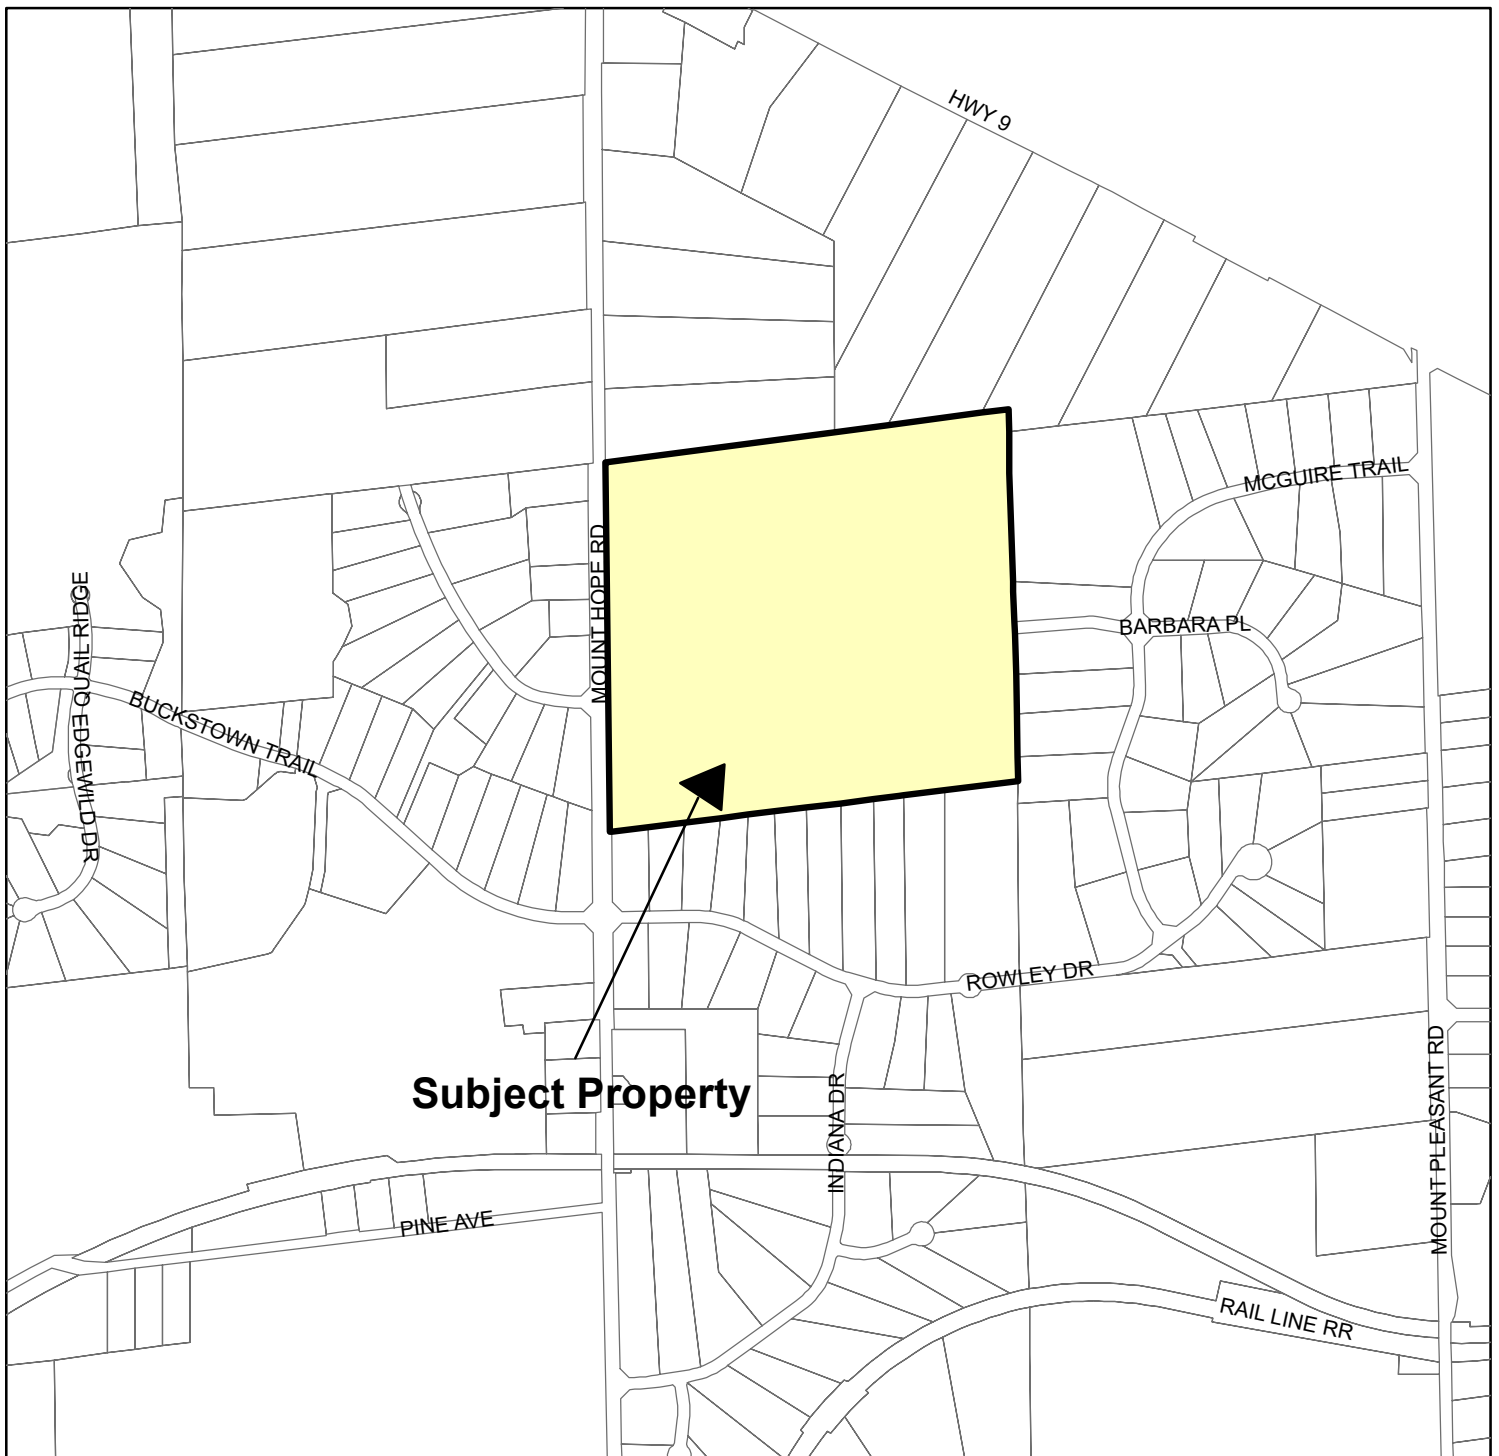 HWY 9
MCGUIRE TRAIL
MOUNT HOPE RD
QUAIL RIDGE
BARBARA PL
BUCKSTOWN TRAIL
EDGEWILD DR
ROWLEY DR
Subject Property
INDIANA DR
MOUNT PLEASANT RD
PINE AVE
RAIL LINE RR